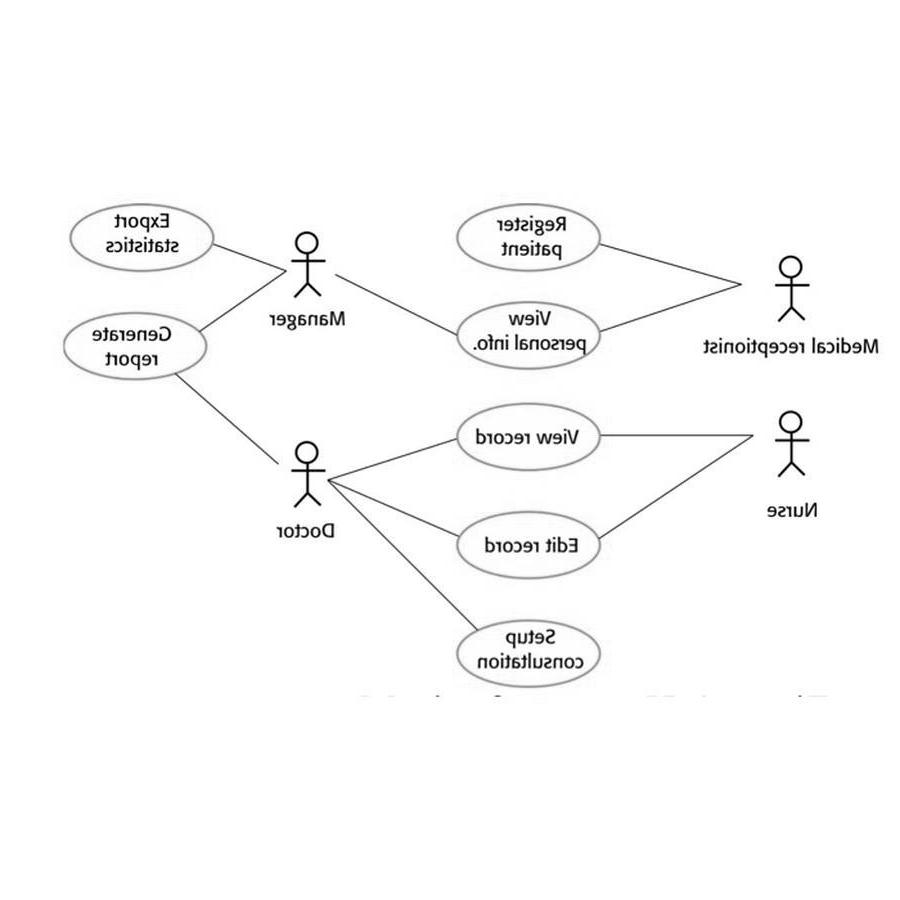 Export
statistics
Register
patient
Manager
Generate
report
View
personal info.
Medical receptionist
View record
Nurse
Doctor
Edit record
Setup
consultation